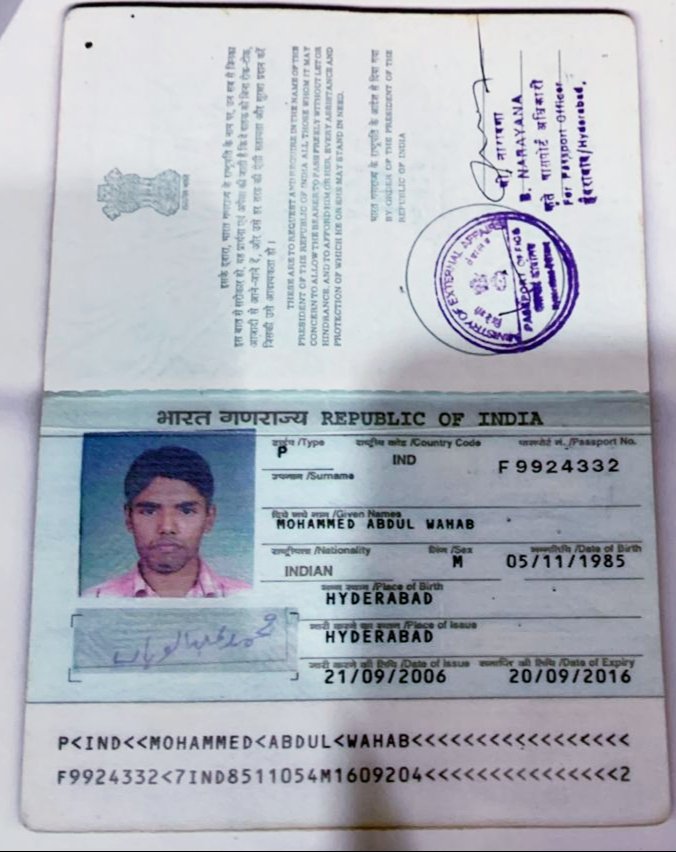 इसके द्वारा, भारत गणराज्य के राष्ट्रपति के नाम पर, उन सब से जिनका
इस बात से सरोकार हो, यह प्रार्थना एवं अपेक्षा की जाती है कि वे वाहक को बिना रोक-टोक,
आजादी से आने-जाने दें, और उसे हर तरह की ऐसी सहायता और सुरक्षा प्रदान करें
जिसकी उसे आवश्यकता हो।
THESE ARE TO REQUEST AND REQUIRE IN THE NAME OF THE
PRESIDENT OF THE REPUBLIC OF INDIA ALL THOSE WHOM IT MAY
CONCERN TO ALLOW THE BEARER TO PASS FREELY WITHOUT LET OR
HINDRANCE, AND TO AFFORD HIM OR HER, EVERY ASSISTANCE AND
PROTECTION OF WHICH HE OR SHE MAY STAND IN NEED.
भारत गणराज्य के राष्ट्रपति के आदेश से दिया गया
BY ORDER OF THE PRESIDENT OF THE
REPUBLIC OF INDIA
बी. नारायणा
B. NARAYANA
कृते पासपोर्ट अधिकारी
For Passport Officer
हैदराबाद/Hyderabad.
MINISTRY OF EXTERNAL AFFAIRS
PASSPORT OFFICE
भारत गणराज्य REPUBLIC OF INDIA
टाईप /Type राष्ट्रीय कोड /Country Code पासपोर्ट नं. /Passport No.
P IND F9924332
उपनाम /Surname
दिये गये नाम /Given Names
MOHAMMED ABDUL WAHAB
राष्ट्रीयता /Nationality लिंग /Sex जन्मतिथि /Date of Birth
INDIAN M 05/11/1985
जन्म स्थान /Place of Birth
HYDERABAD
जारी करने का स्थान /Place of Issue
HYDERABAD
जारी करने की तिथि /Date of Issue समाप्ति की तिथि /Date of Expiry
21/09/2006 20/09/2016
محمد عبد الوہاب
P<IND<<MOHAMMED<ABDUL<WAHAB<<<<<<<<<<<<<<<<<
F9924332<7IND8511054M1609204<<<<<<<<<<<<<<<2